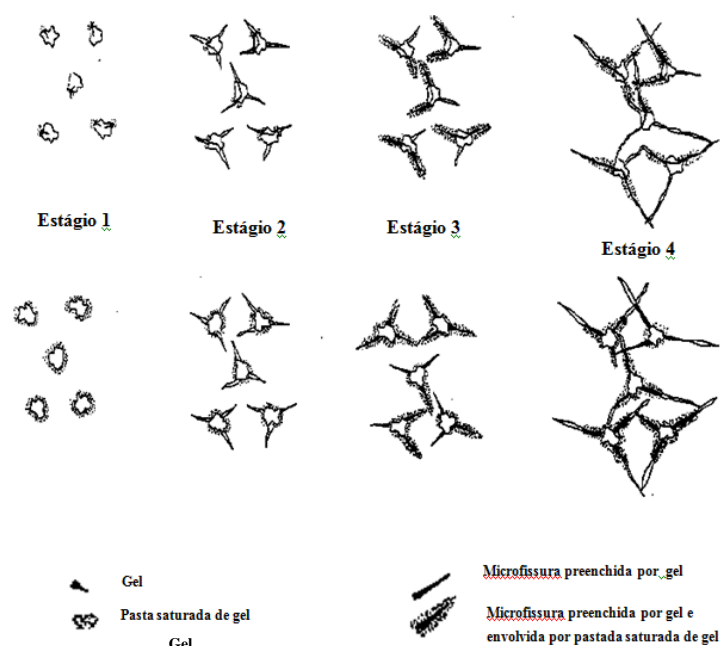 Estágio 1
Estágio 2
Estágio 3
Estágio 4
Gel
Pasta saturada de gel
Gel
Microfissura preenchida por gel
Microfissura preenchida por gel e
envolvida por pastada saturada de gel